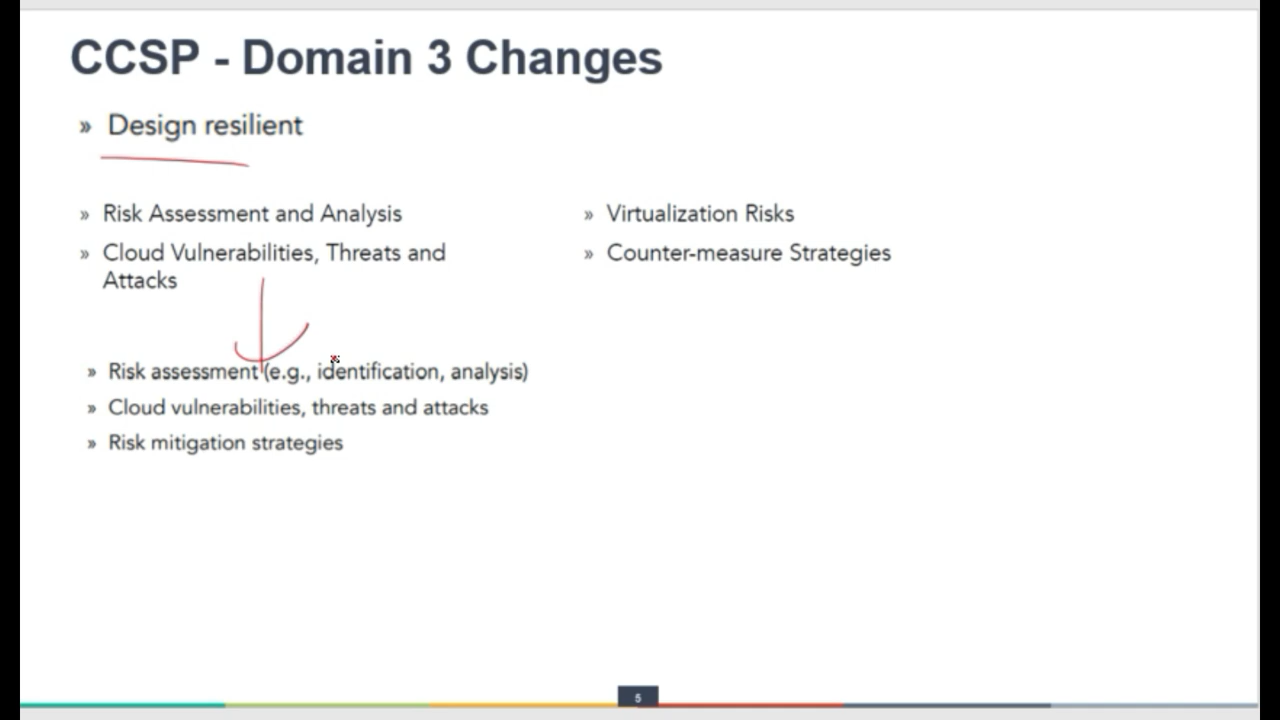 CCSP - Domain 3 Changes
» Design resilient
» Risk Assessment and Analysis
» Cloud Vulnerabilities, Threats and
Attacks
» Virtualization Risks
» Counter-measure Strategies
» Risk assessment (e.g., identification, analysis)
» Cloud vulnerabilities, threats and attacks
» Risk mitigation strategies
5